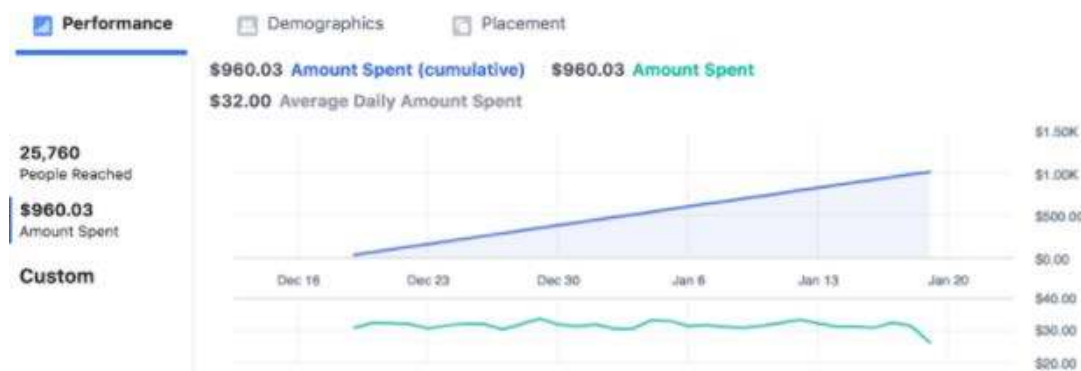 Performance Demographics Placement
$960.03 Amount Spent (cumulative) $960.03 Amount Spent
$32.00 Average Daily Amount Spent
25,760
People Reached
$960.03
Amount Spent
Custom
$1.50K
$1.00K
$500.00
$0.00
Dec 16 Dec 23 Dec 30 Jan 6 Jan 13 Jan 20
$40.00
$30.00
$20.00